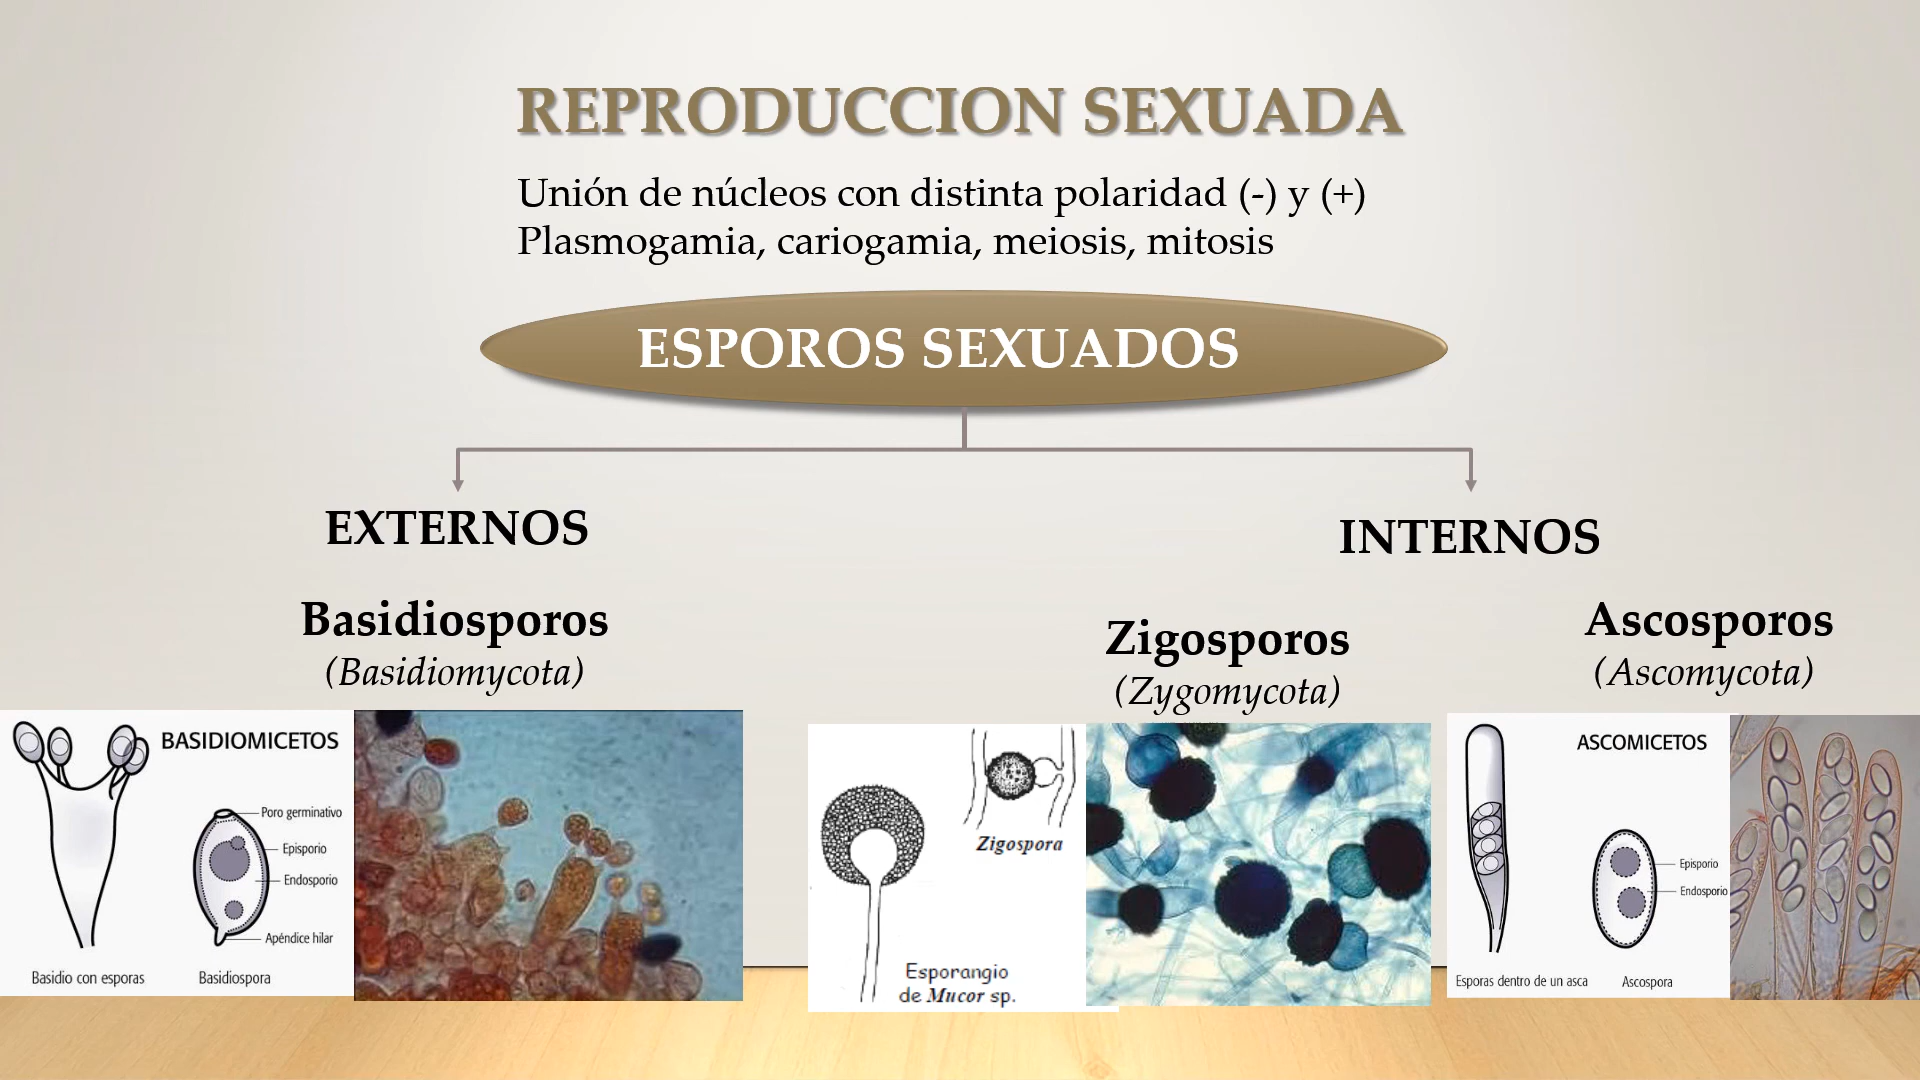 REPRODUCCION SEXUADA
Unión de núcleos con distinta polaridad (-) y (+)
Plasmogamia, cariogamia, meiosis, mitosis
ESPOROS SEXUADOS
EXTERNOS
INTERNOS
Basidiosporos
(Basidiomycota)
Zigosporos
(Zygomycota)
Ascosporos
(Ascomycota)
BASIDIOMICETOS
Poro germinativo
Episporio
Endosporio
Apéndice hilar
Basidio con esporas
Basidiospora
Zigospora
Esporangio
de Mucor sp.
ASCOMICETOS
Episporio
Endosporio
Esporas dentro de un asca
Ascospora